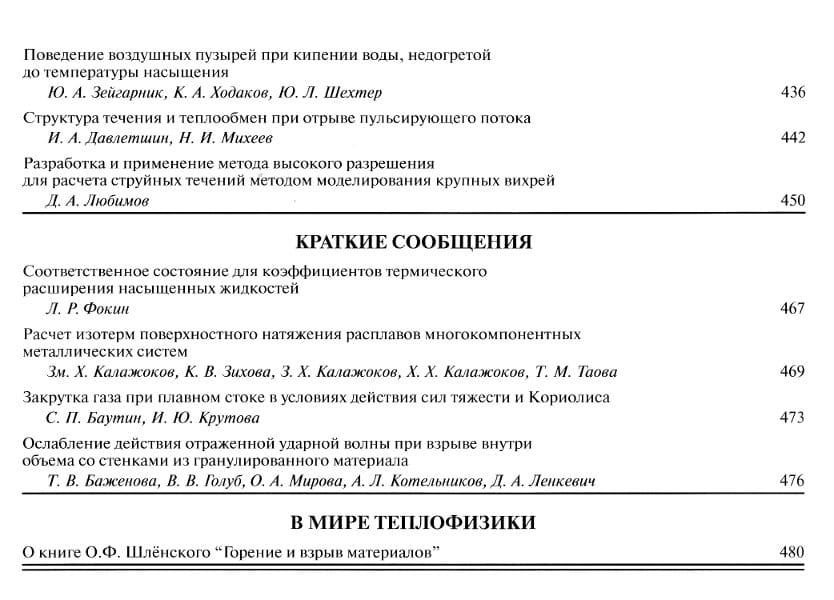 Поведение воздушных пузырей при кипении воды, недогретой
до температуры насыщения
Ю. А. Зейгарник, К. А. Ходаков, Ю. Л. Шехтер 436
Структура течения и теплообмен при отрыве пульсирующего потока
И. А. Давлетшин, Н. И. Михеев 442
Разработка и применение метода высокого разрешения
для расчета струйных течений методом моделирования крупных вихрей
Д. А. Любимов 450
КРАТКИЕ СООБЩЕНИЯ
Соответственное состояние для коэффициентов термического
расширения насыщенных жидкостей
Л. Р. Фокин 467
Расчет изотерм поверхностного натяжения расплавов многокомпонентных
металлических систем
Зм. Х. Калажоков, К. В. Зихова, З. Х. Калажоков, Х. Х. Калажоков, Т. М. Таова 469
Закрутка газа при плавном стоке в условиях действия сил тяжести и Кориолиса
С. П. Баутин, И. Ю. Крутова 473
Ослабление действия отраженной ударной волны при взрыве внутри
объема со стенками из гранулированного материала
Т. В. Баженова, В. В. Голуб, О. А. Мирова, А. Л. Котельников, Д. А. Ленкевич 476
В МИРЕ ТЕПЛОФИЗИКИ
О книге О.Ф. Шлёнского “Горение и взрыв материалов” 480